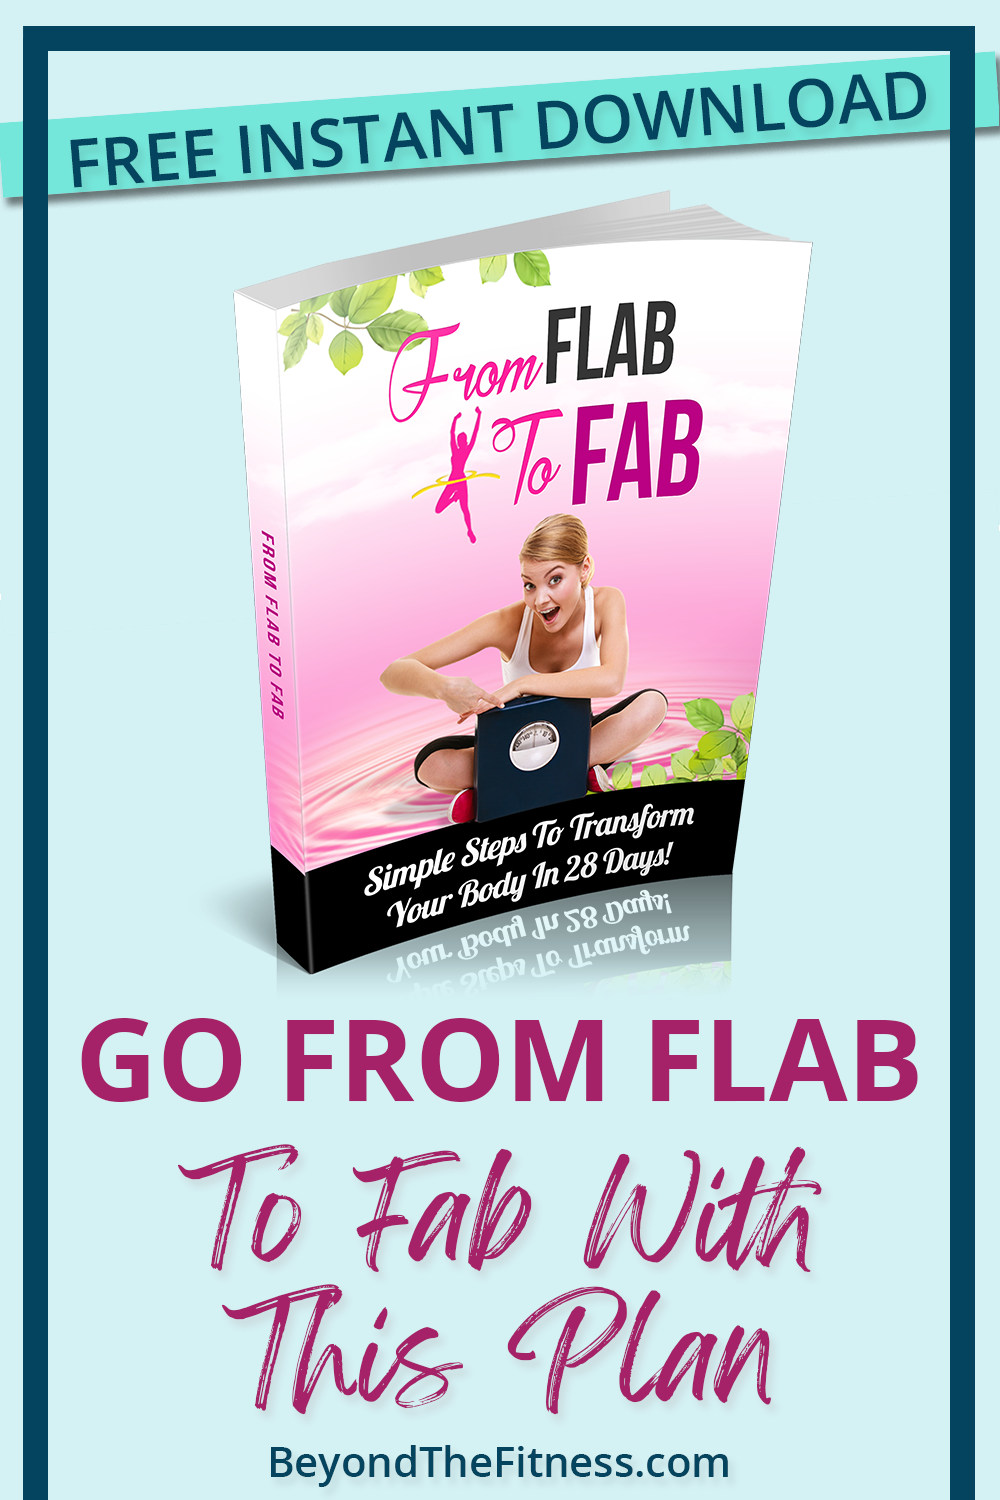 FREE INSTANT DOWNLOAD
From FLAB
To FAB
FROM FLAB TO FAB
Simple Steps To Transform
Your Body In 28 Days!
GO FROM FLAB
To Fab With
This Plan
BeyondTheFitness.com